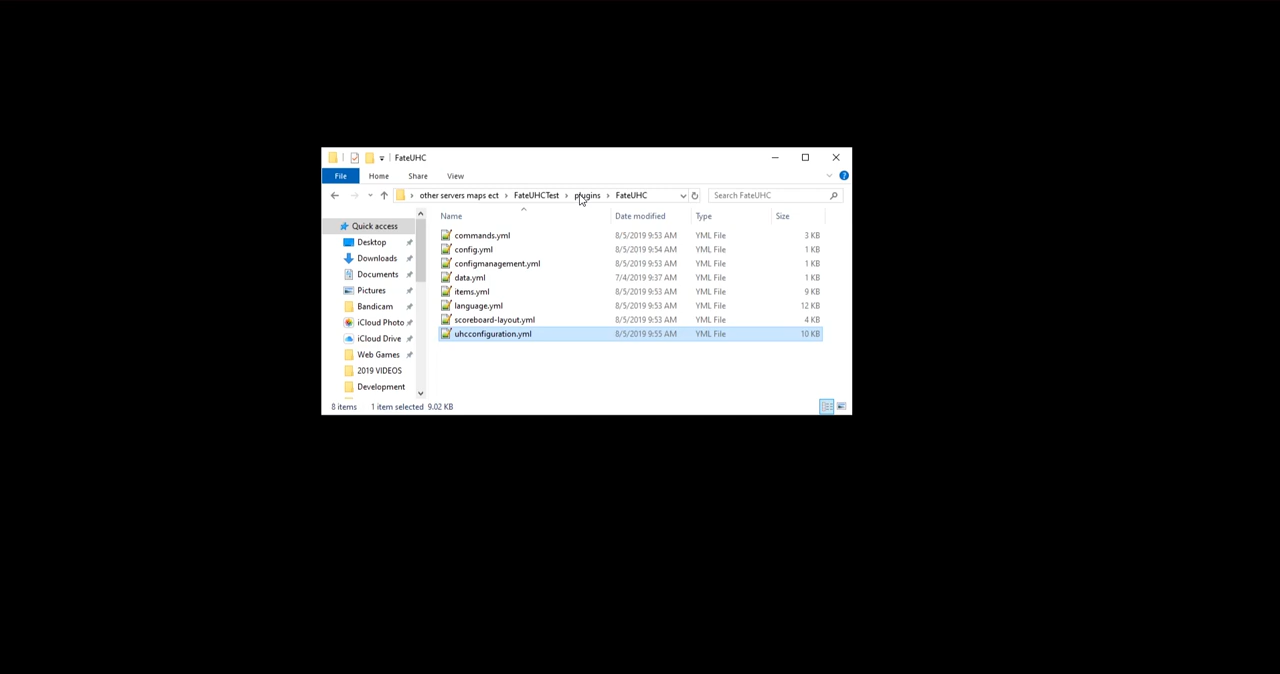 FateUHC
File Home Share View
other servers maps ect FateUHCTest plugins FateUHC Search FateUHC
Name Date modified Type Size
Quick access
Desktop
Downloads
Documents
Pictures
Bandicam
iCloud Photo
iCloud Drive
Web Games
2019 VIDEOS
Development
commands.yml 8/5/2019 9:53 AM YML File 3 KB
config.yml 8/5/2019 9:54 AM YML File 1 KB
configmanagement.yml 8/5/2019 9:53 AM YML File 1 KB
data.yml 7/4/2019 9:37 AM YML File 1 KB
items.yml 8/5/2019 9:53 AM YML File 9 KB
language.yml 8/5/2019 9:53 AM YML File 12 KB
scoreboard-layout.yml 8/5/2019 9:53 AM YML File 4 KB
uhcconfiguration.yml 8/5/2019 9:55 AM YML File 10 KB
8 items 1 item selected 9.02 KB